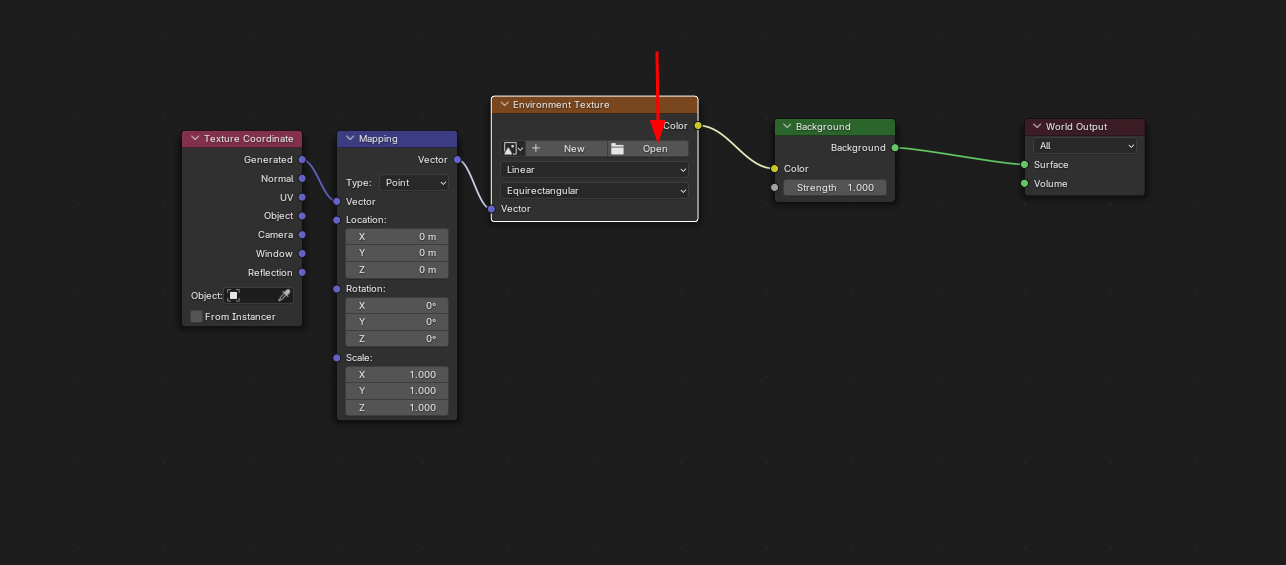 Texture Coordinate
Generated
Normal
UV
Object
Camera
Window
Reflection
Object:
From Instancer
Mapping
Vector
Type: Point
Vector
Location:
X 0 m
Y 0 m
Z 0 m
Rotation:
X 0°
Y 0°
Z 0°
Scale:
X 1.000
Y 1.000
Z 1.000
Environment Texture
Color
New Open
Linear
Equirectangular
Vector
Background
Background
Color
Strength 1.000
World Output
All
Surface
Volume